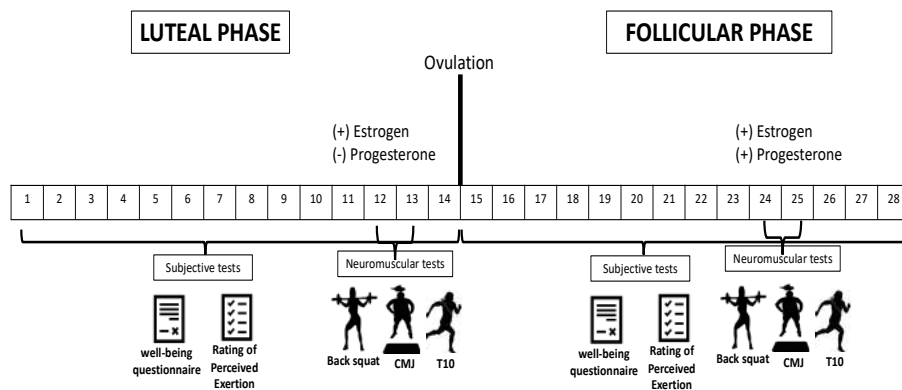 LUTEAL PHASE
FOLLICULAR PHASE
Ovulation
(+) Estrogen
(-) Progesterone
(+) Estrogen
(+) Progesterone
1 2 3 4 5 6 7 8 9 10 11 12 13 14 15 16 17 18 19 20 21 22 23 24 25 26 27 28
Subjective tests
Neuromuscular tests
Subjective tests
Neuromuscular tests
well-being
questionnaire
Rating of
Perceived
Exertion
Back squat
CMJ
T10
well-being
questionnaire
Rating of
Perceived
Exertion
Back squat
CMJ
T10